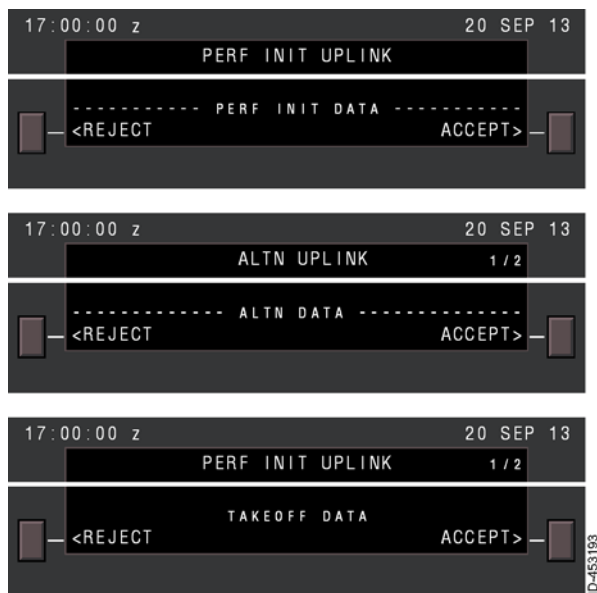 17:00:00 z 20 SEP 13
PERF INIT UPLINK
----------- PERF INIT DATA -----------
<REJECT ACCEPT>
17:00:00 z 20 SEP 13
ALTN UPLINK 1/2
------------- ALTN DATA --------------
<REJECT ACCEPT>
17:00:00 z 20 SEP 13
PERF INIT UPLINK 1/2
TAKEOFF DATA
<REJECT ACCEPT>
D-453193